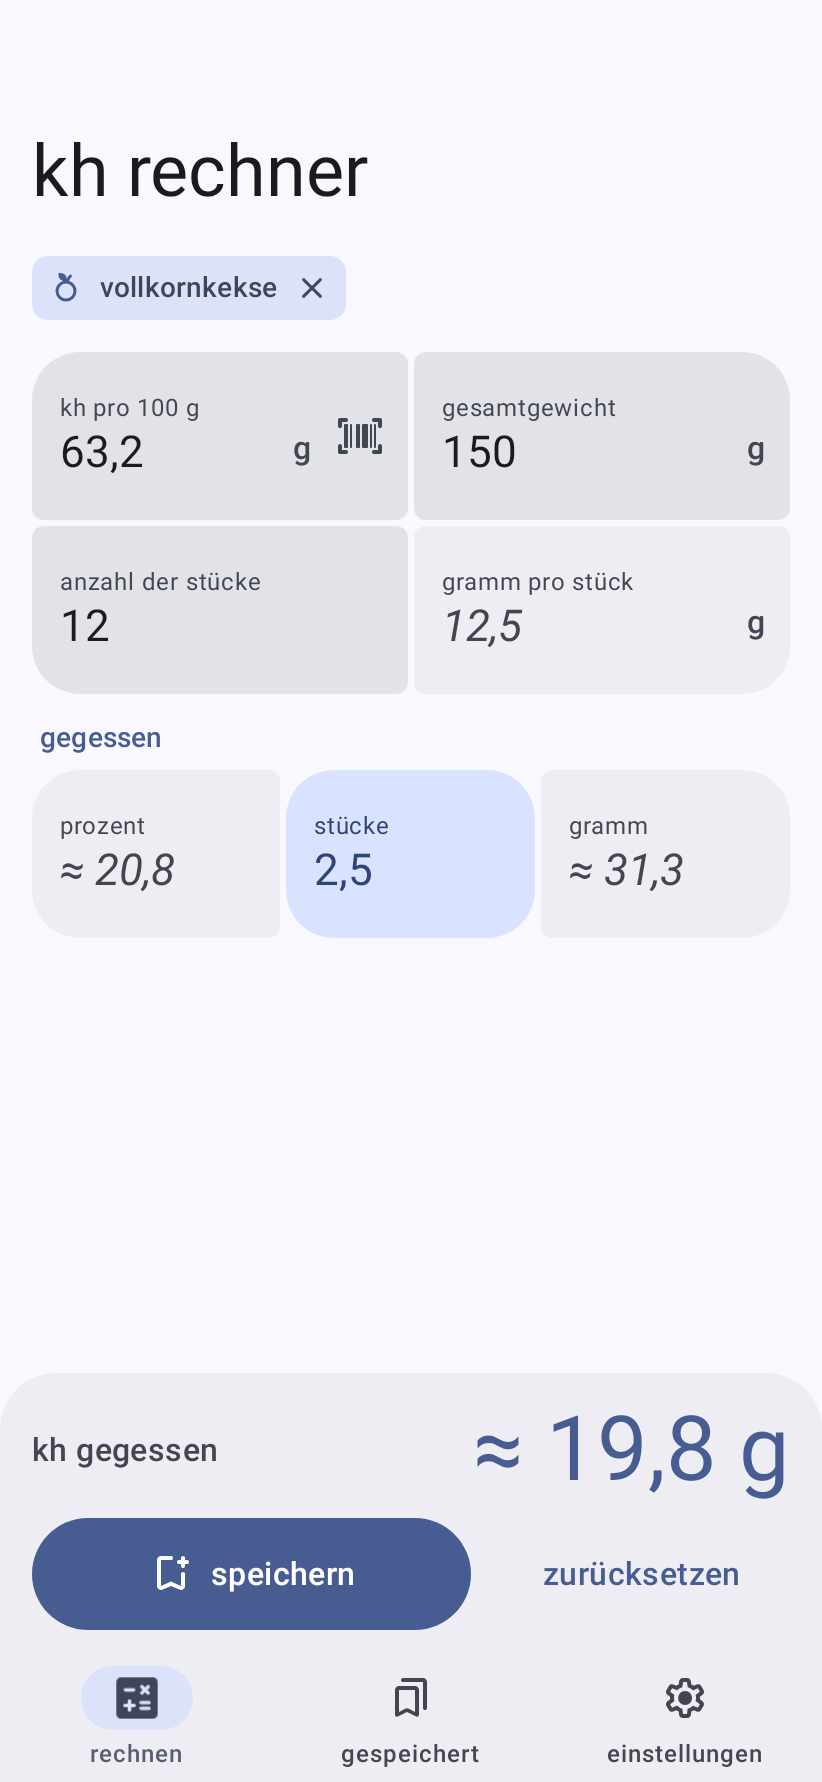 kh rechner
vollkornkekse
kh pro 100 g
63,2 g
gesamtgewicht
150 g
anzahl der stücke
12
gramm pro stück
12,5 g
gegessen
prozent
≈ 20,8
stücke
2,5
gramm
≈ 31,3
kh gegessen
≈ 19,8 g
speichern
zurücksetzen
rechnen
gespeichert
einstellungen